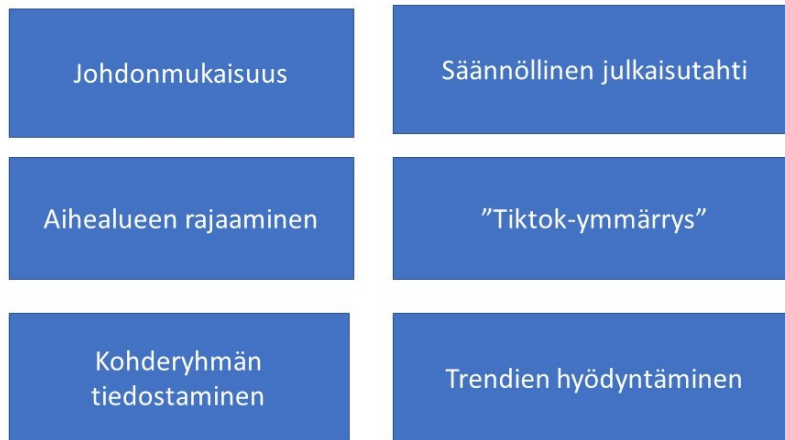 Johdonmukaisuus
Säännöllinen julkaisutahti
Aihealueen rajaaminen
”Tiktok-ymmärrys”
Kohderyhmän
tiedostaminen
Trendien hyödyntäminen